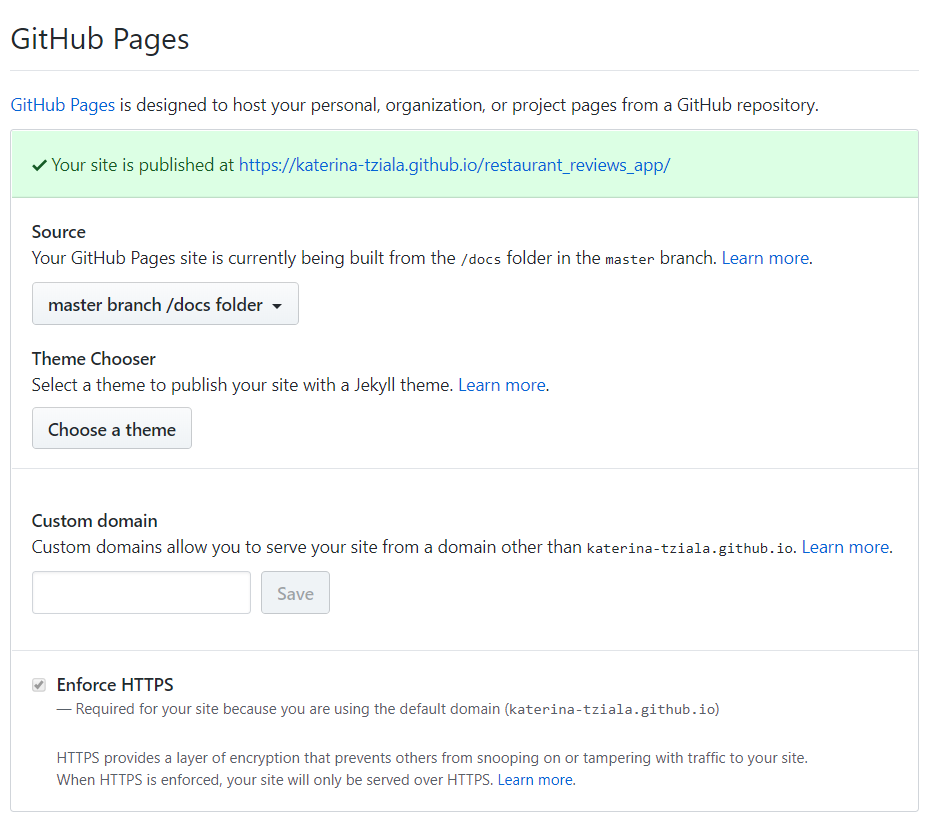 GitHub Pages
GitHub Pages is designed to host your personal, organization, or project pages from a GitHub repository.
Your site is published at https://katerina-tziala.github.io/restaurant_reviews_app/
Source
Your GitHub Pages site is currently being built from the /docs folder in the master branch. Learn more.
master branch /docs folder
Theme Chooser
Select a theme to publish your site with a Jekyll theme. Learn more.
Choose a theme
Custom domain
Custom domains allow you to serve your site from a domain other than katerina-tziala.github.io. Learn more.
Save
Enforce HTTPS
— Required for your site because you are using the default domain (katerina-tziala.github.io)
HTTPS provides a layer of encryption that prevents others from snooping on or tampering with traffic to your site.
When HTTPS is enforced, your site will only be served over HTTPS. Learn more.